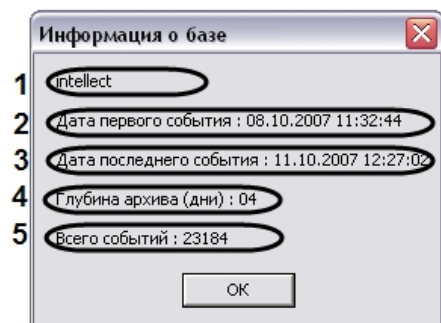 Информация о базе
1 intellect
2 Дата первого события : 08.10.2007 11:32:44
3 Дата последнего события : 11.10.2007 12:27:02
4 Глубина архива (дни) : 04
5 Всего событий : 23184
OK